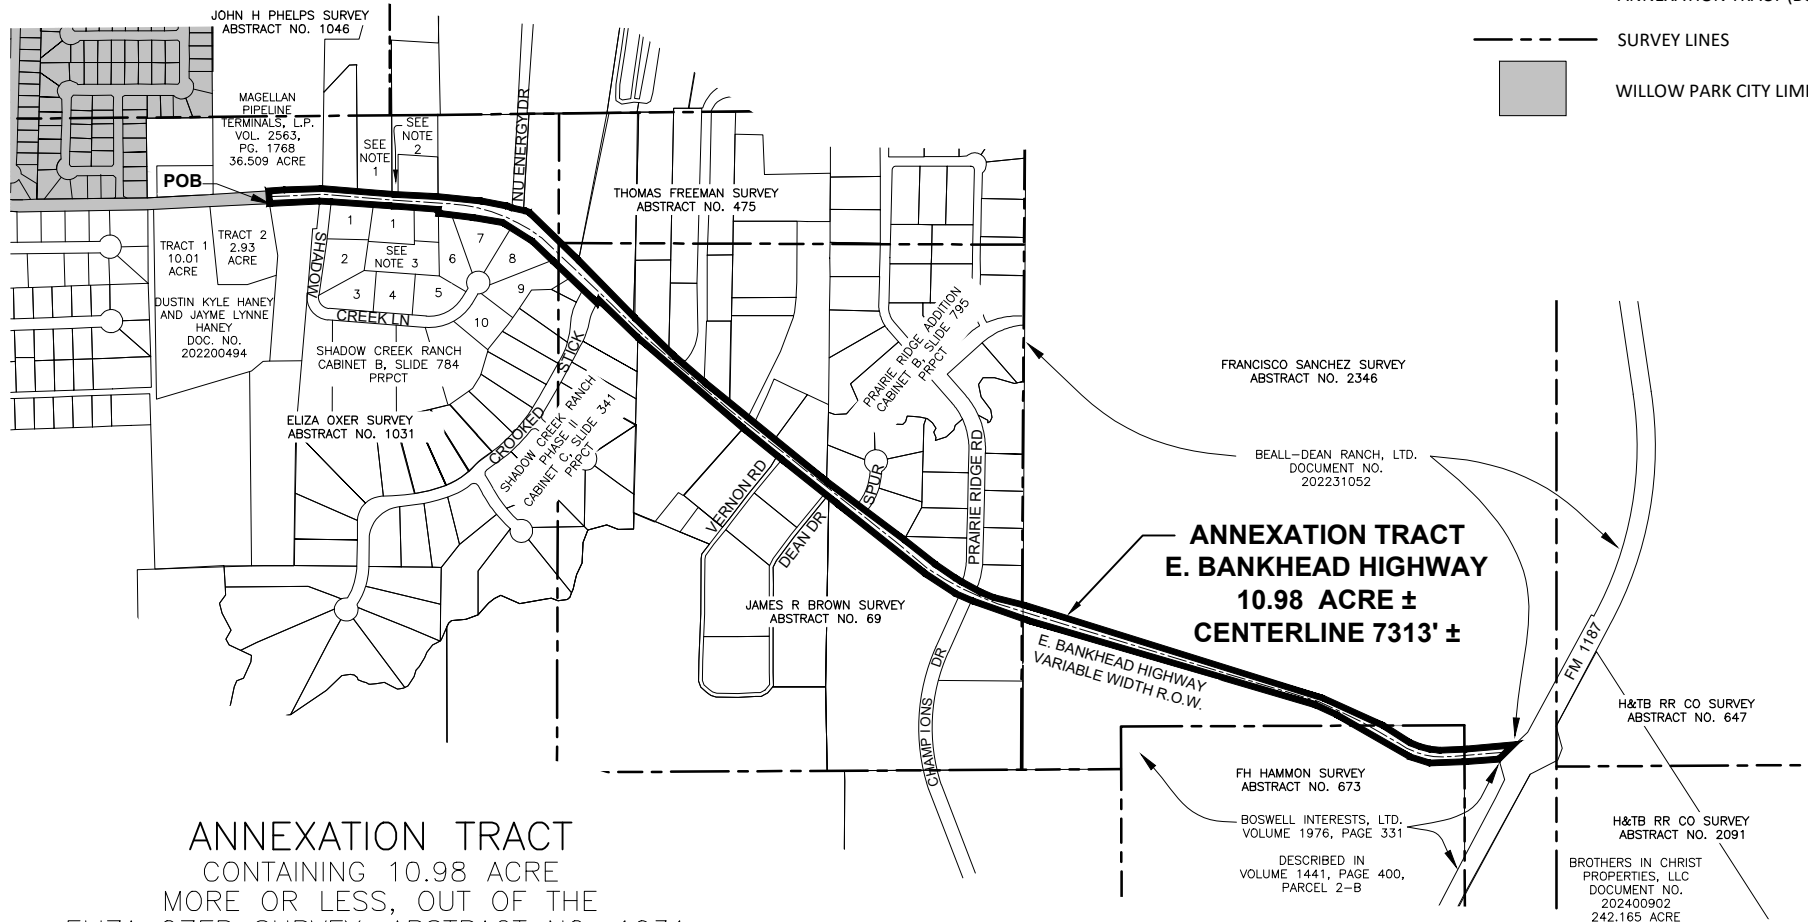 JOHN H PHELPS SURVEY
ABSTRACT NO. 1046
SURVEY LINES
MAGELLAN
PIPELINE
TERMINALS, L.P.
VOL. 2563,
PG. 1768
36.509 ACRE
SEE
NOTE
1
SEE
NOTE
2
NU ENERGY DR
POB
THOMAS FREEMAN SURVEY
ABSTRACT NO. 475
TRACT 1
10.01
ACRE
TRACT 2
2.93
ACRE
SHADOW
CREEK LN
1
1
2
SEE
NOTE 3
3
4
5
6
7
8
9
10
DUSTIN KYLE HANEY
AND JAYME LYNNE
HANEY
DOC. NO.
202200494
SHADOW CREEK RANCH
CABINET B, SLIDE 784
PRPCT
ELIZA OXER SURVEY
ABSTRACT NO. 1031
CROOKED
STICK
SHADOW CREEK RANCH
PHASE II
CABINET C, SLIDE 341
PRPCT
PRAIRIE RIDGE ADDITION
CABINET B, SLIDE 795
PRPCT
FRANCISCO SANCHEZ SURVEY
ABSTRACT NO. 2346
BEALL-DEAN RANCH, LTD.
DOCUMENT NO.
202231052
VERNON RD
DEAN DR
SPUR
PRAIRIE RIDGE RD
ANNEXATION TRACT
E. BANKHEAD HIGHWAY
10.98 ACRE ±
CENTERLINE 7313' ±
JAMES R BROWN SURVEY
ABSTRACT NO. 69
E. BANKHEAD HIGHWAY
VARIABLE WIDTH R.O.W.
CHAMPIONS DR
FM 1187
H&TB RR CO SURVEY
ABSTRACT NO. 647
FH HAMMON SURVEY
ABSTRACT NO. 673
BOSWELL INTERESTS, LTD.
VOLUME 1976, PAGE 331
DESCRIBED IN
VOLUME 1441, PAGE 400,
PARCEL 2-B
H&TB RR CO SURVEY
ABSTRACT NO. 2091
BROTHERS IN CHRIST
PROPERTIES, LLC
DOCUMENT NO.
202400902
242.165 ACRE
ANNEXATION TRACT
CONTAINING 10.98 ACRE
MORE OR LESS, OUT OF THE
WILLOW PARK CITY